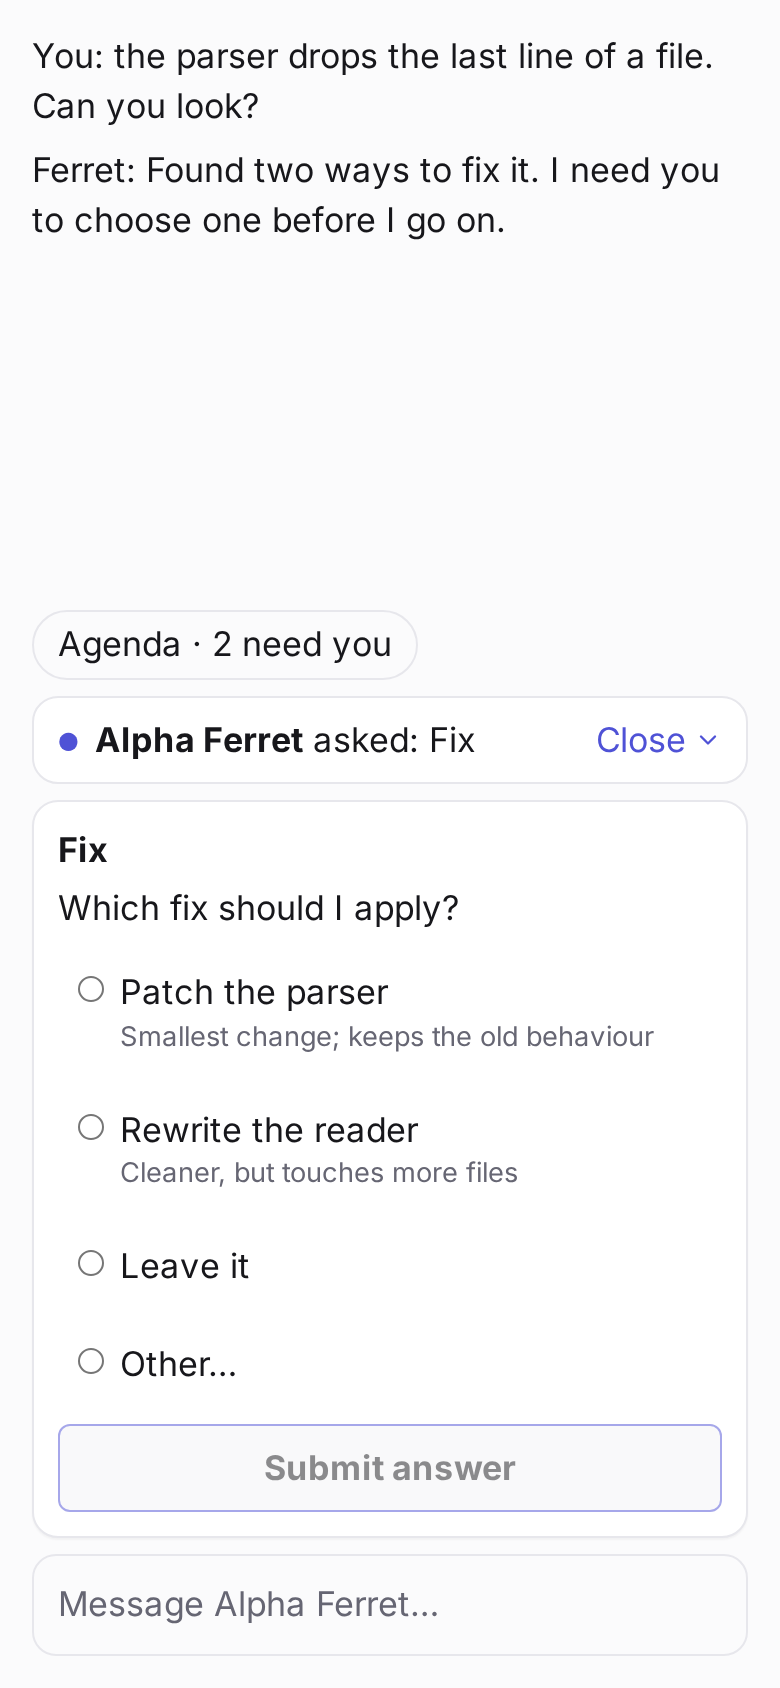 You: the parser drops the last line of a file.
Can you look?
Ferret: Found two ways to fix it. I need you
to choose one before I go on.
Agenda · 2 need you
Alpha Ferret asked: Fix
Close
Fix
Which fix should I apply?
Patch the parser
Smallest change; keeps the old behaviour
Rewrite the reader
Cleaner, but touches more files
Leave it
Other...
Submit answer
Message Alpha Ferret...